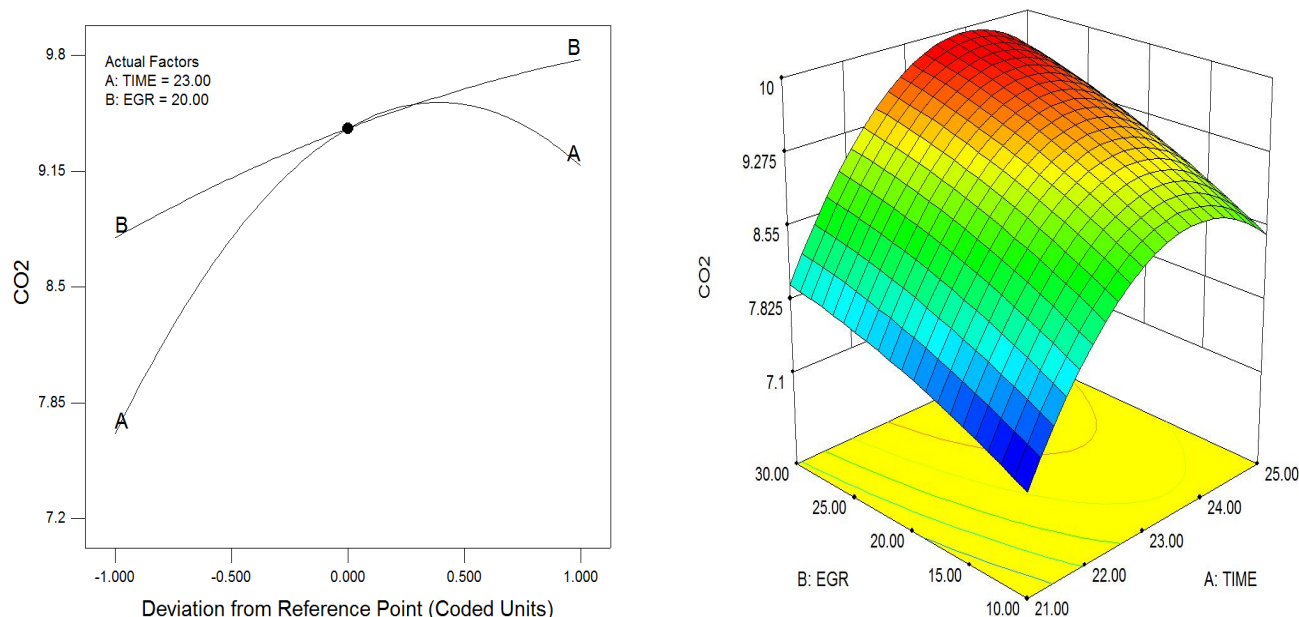 9.8
9.15
8.5
7.85
7.2
CO2
Actual Factors
A: TIME = 23.00
B: EGR = 20.00
B
A
B
A
-1.000 -0.500 0.000 0.500 1.000
Deviation from Reference Point (Coded Units)
10
9.275
8.55
7.825
7.1
CO2
30.00
25.00
20.00
15.00
10.00
B: EGR
25.00
24.00
23.00
22.00
21.00
A: TIME